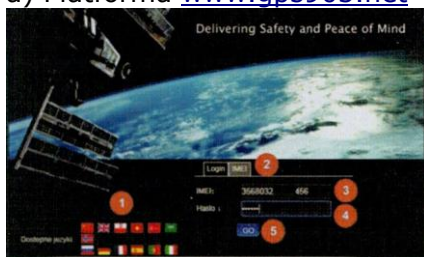 a) Platforma www.gps903.net
Delivering Safety and Peace of Mind
Login IMEI
2
1
IMEI: 3568032 456
3
Hasło :
4
GO
5
Dostępne języki